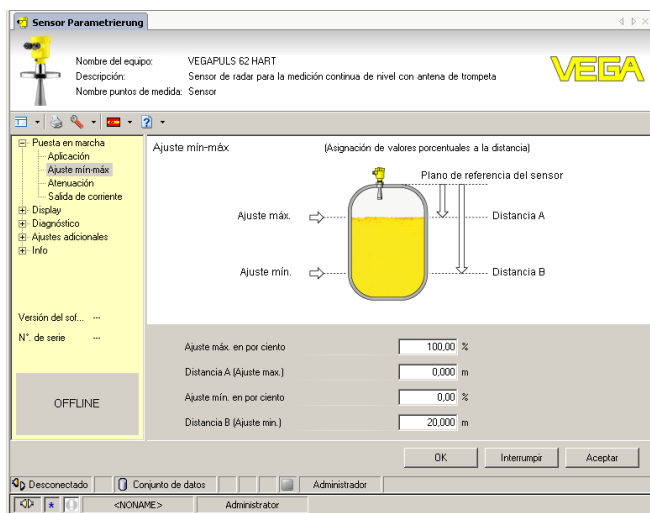 Sensor Parametrierung
Nombre del equipo: VEGAPULS 62 HART
Descripción: Sensor de radar para la medición continua de nivel con antena de trompeta
Nombre puntos de medida: Sensor
VEGA
Puesta en marcha
Aplicación
Ajuste mín-máx
Atenuación
Salida de corriente
Display
Diagnóstico
Ajustes adicionales
Info
Versión del sof... ---
N°. de serie ---
OFFLINE
Ajuste mín-máx (Asignación de valores porcentuales a la distancia)
Plano de referencia del sensor
Ajuste máx. Distancia A
Ajuste mín. Distancia B
Ajuste máx. en por ciento 100,00 %
Distancia A (Ajuste max.) 0,000 m
Ajuste mín. en por ciento 0,00 %
Distancia B (Ajuste min.) 20,000 m
OK Interrumpir Aceptar
Desconectado Conjunto de datos Administrador
<NONAME> Administrator